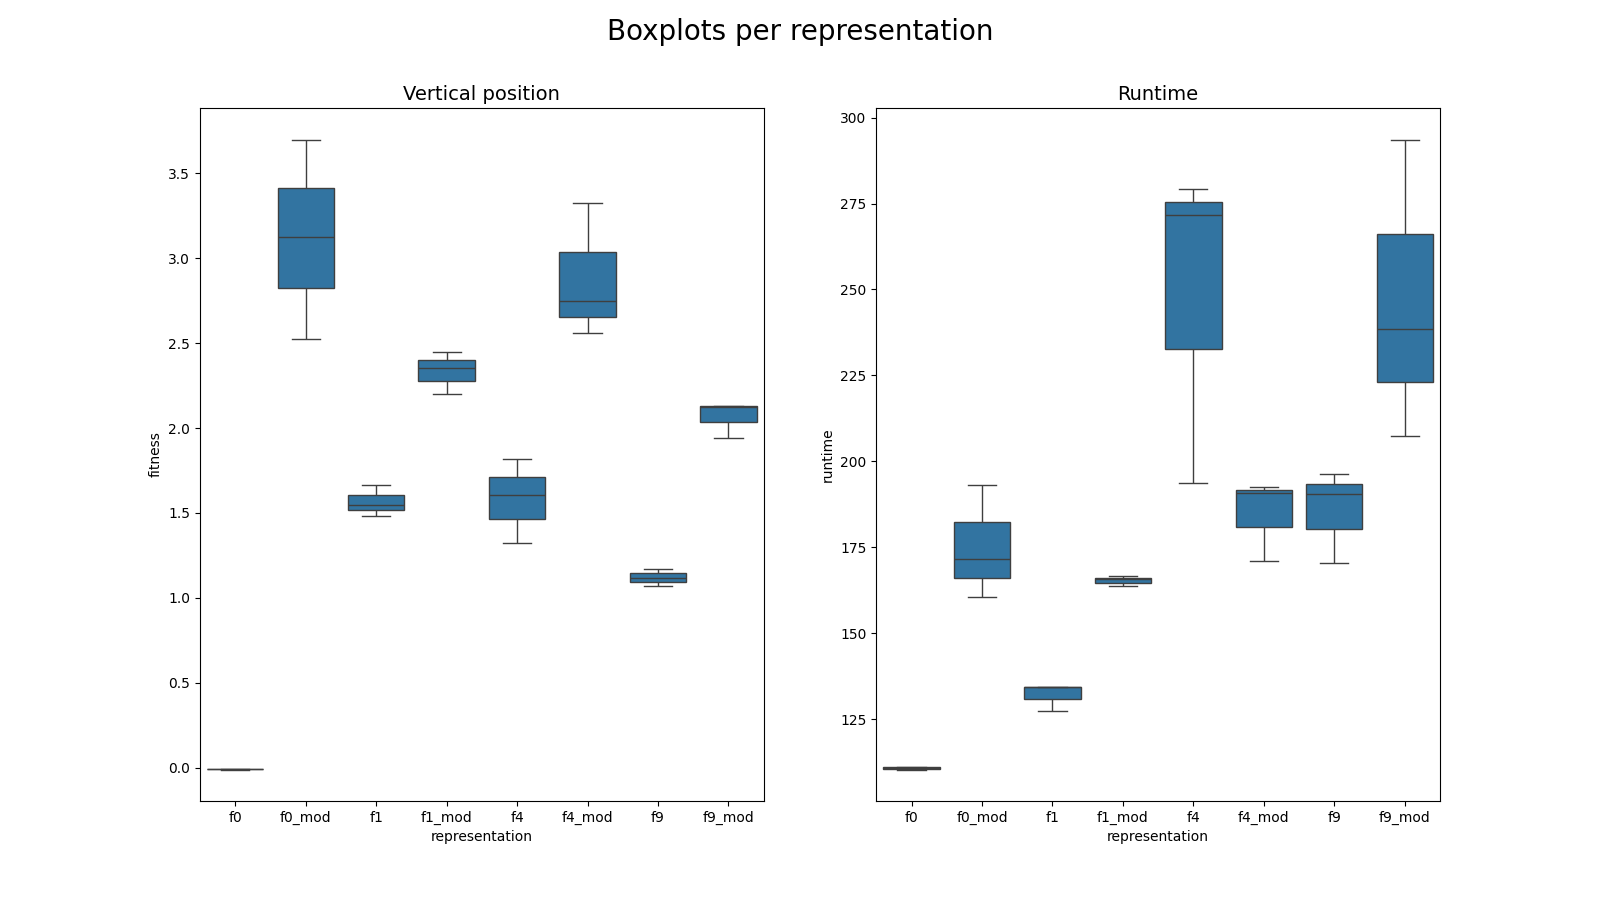 Boxplots per representation
Vertical position
fitness
3.5
3.0
2.5
2.0
1.5
1.0
0.5
0.0
f0 f0_mod f1 f1_mod f4 f4_mod f9 f9_mod
representation
Runtime
runtime
300
275
250
225
200
175
150
125
f0 f0_mod f1 f1_mod f4 f4_mod f9 f9_mod
representation